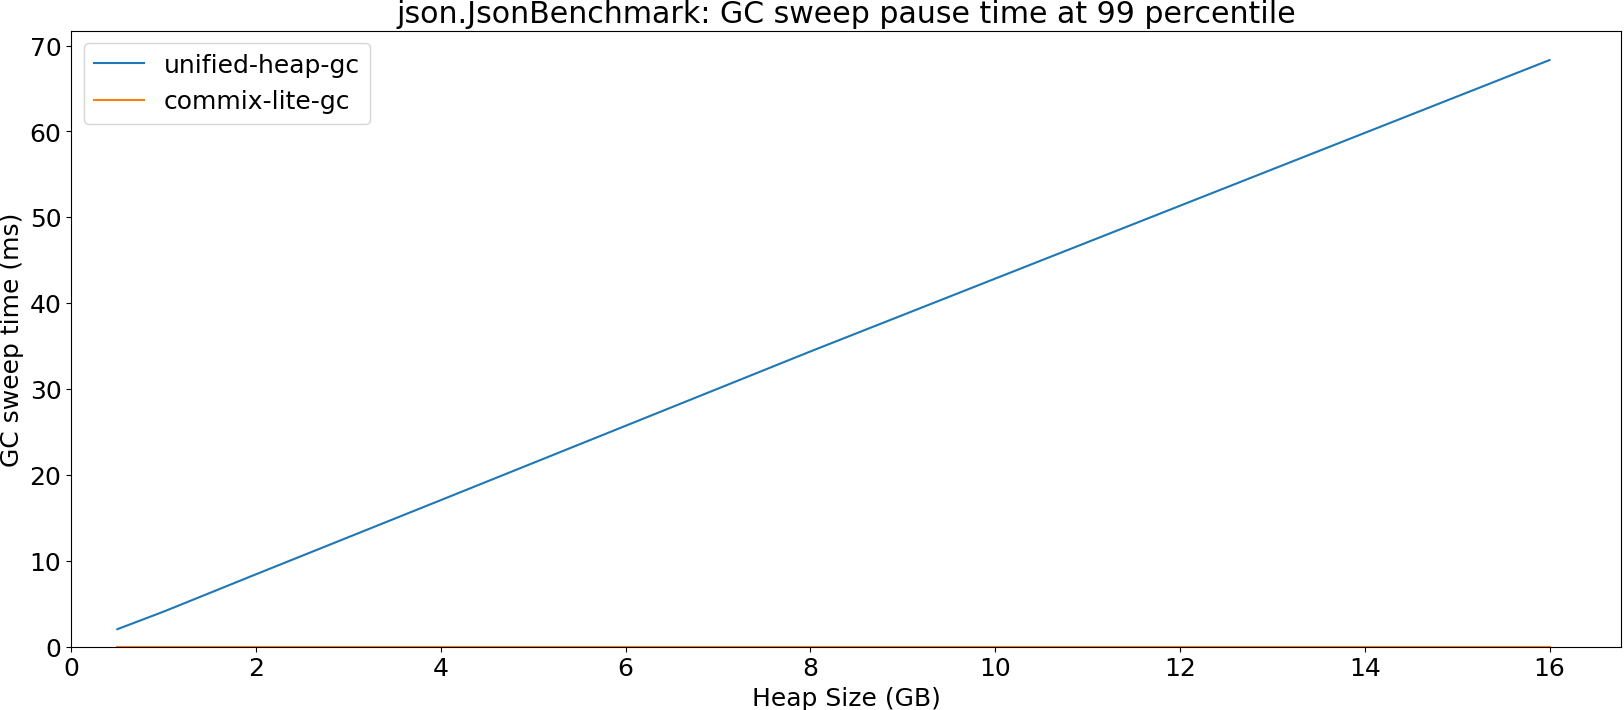 json.JsonBenchmark: GC sweep pause time at 99 percentile
unified-heap-gc
commix-lite-gc
GC sweep time (ms)
70
60
50
40
30
20
10
0
0 2 4 6 8 10 12 14 16
Heap Size (GB)